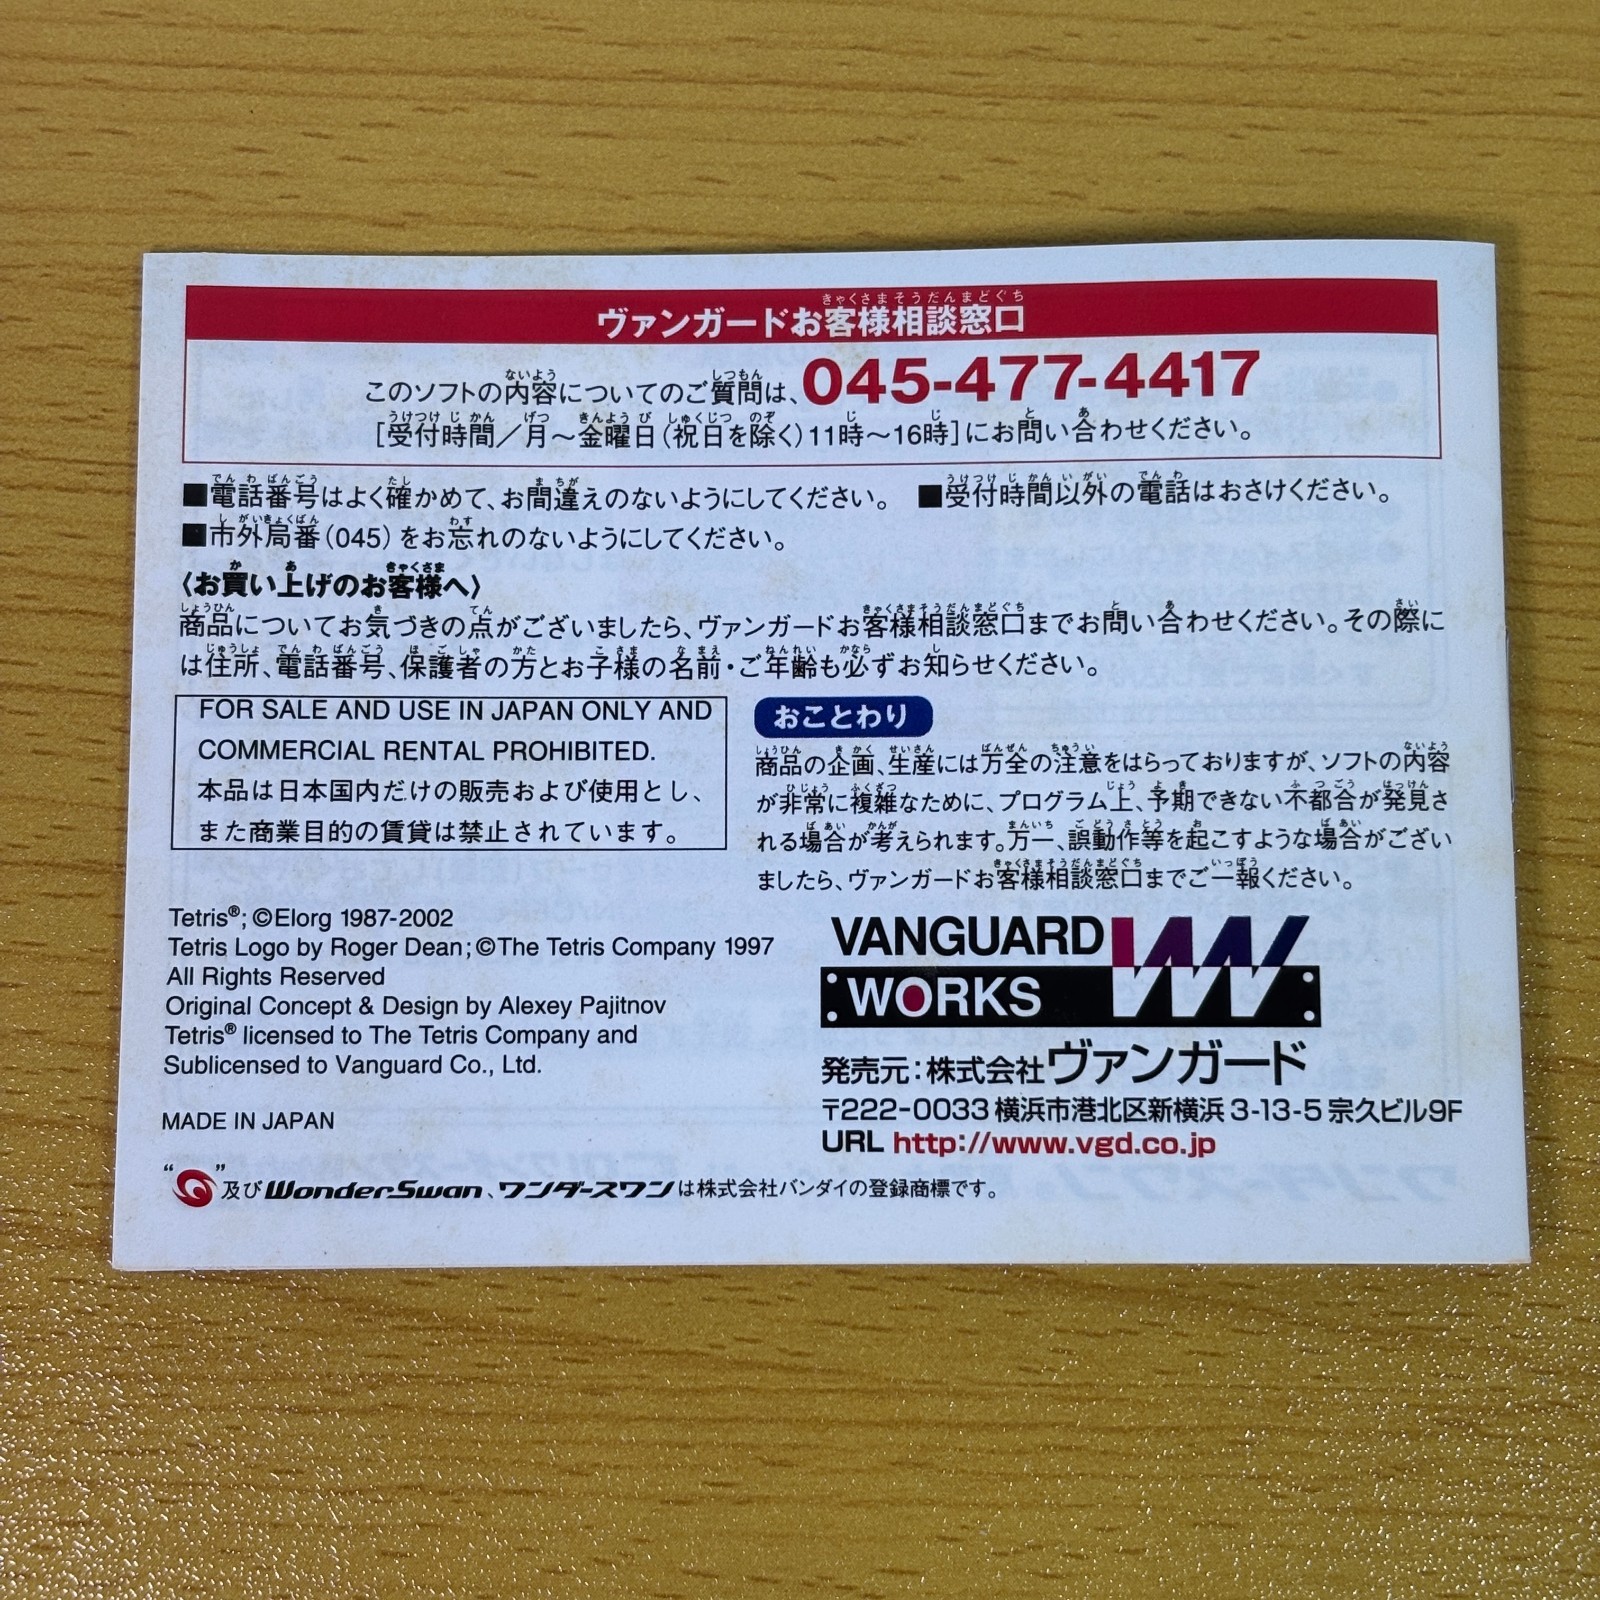 ヴァンガードお客様相談窓口
このソフトの内容についてのご質問は、045-477-4417
[受付時間／月～金曜日(祝日を除く)11時～16時]にお問い合わせください。
■電話番号はよく確かめて、お間違えのないようにしてください。 ■受付時間以外の電話はおさけください。
■市外局番(045)をお忘れのないようにしてください。
〈お買い上げのお客様へ〉
商品についてお気づきの点がございましたら、ヴァンガードお客様相談窓口までお問い合わせください。その際に
は住所、電話番号、保護者の方とお子様の名前・ご年齢も必ずお知らせください。
FOR SALE AND USE IN JAPAN ONLY AND
COMMERCIAL RENTAL PROHIBITED.
本品は日本国内だけの販売および使用とし、
また商業目的の賃貸は禁止されています。
おことわり
商品の企画、生産には万全の注意をはらっておりますが、ソフトの内容
が非常に複雑なために、プログラム上、予期できない不都合が発見さ
れる場合が考えられます。万一、誤動作等を起こすような場合がござい
ましたら、ヴァンガードお客様相談窓口までご一報ください。
Tetris®;©Elorg 1987-2002
Tetris Logo by Roger Dean;©The Tetris Company 1997
All Rights Reserved
Original Concept & Design by Alexey Pajitnov
Tetris® licensed to The Tetris Company and
Sublicensed to Vanguard Co., Ltd.
MADE IN JAPAN
VANGUARD
WORKS
発売元：株式会社ヴァンガード
〒222-0033 横浜市港北区新横浜 3-13-5 宗久ビル9F
URL http://www.vgd.co.jp
“ ”及びWonderSwan、ワンダースワンは株式会社バンダイの登録商標です。